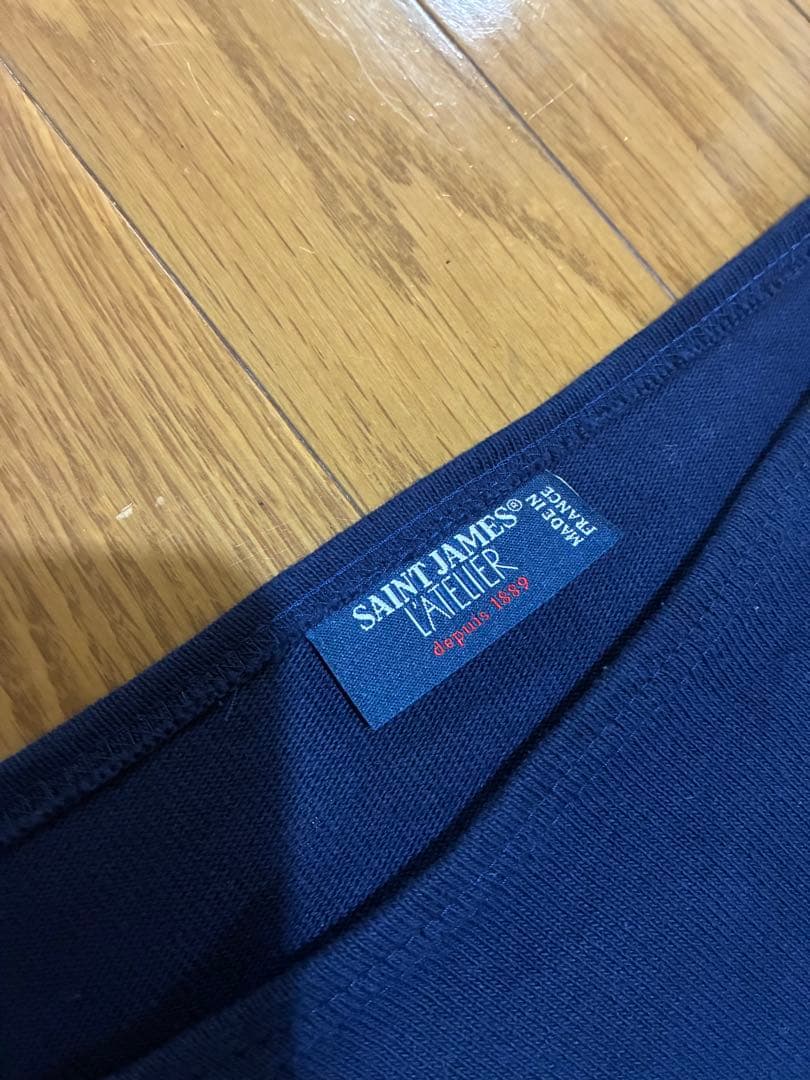 SAINT JAMES®
L'ATELIER
depuis 1889
MADE IN
FRANCE